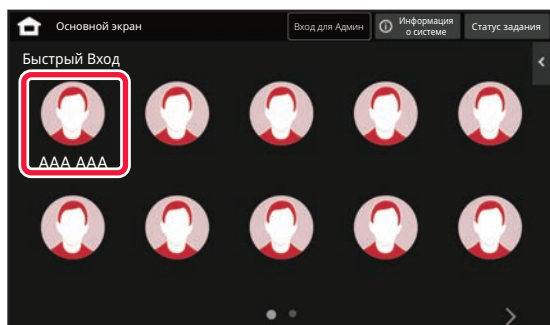 Основной экран
Вход для Админ
Информация
о системе
Статус задания
Быстрый Вход
AAA AAA